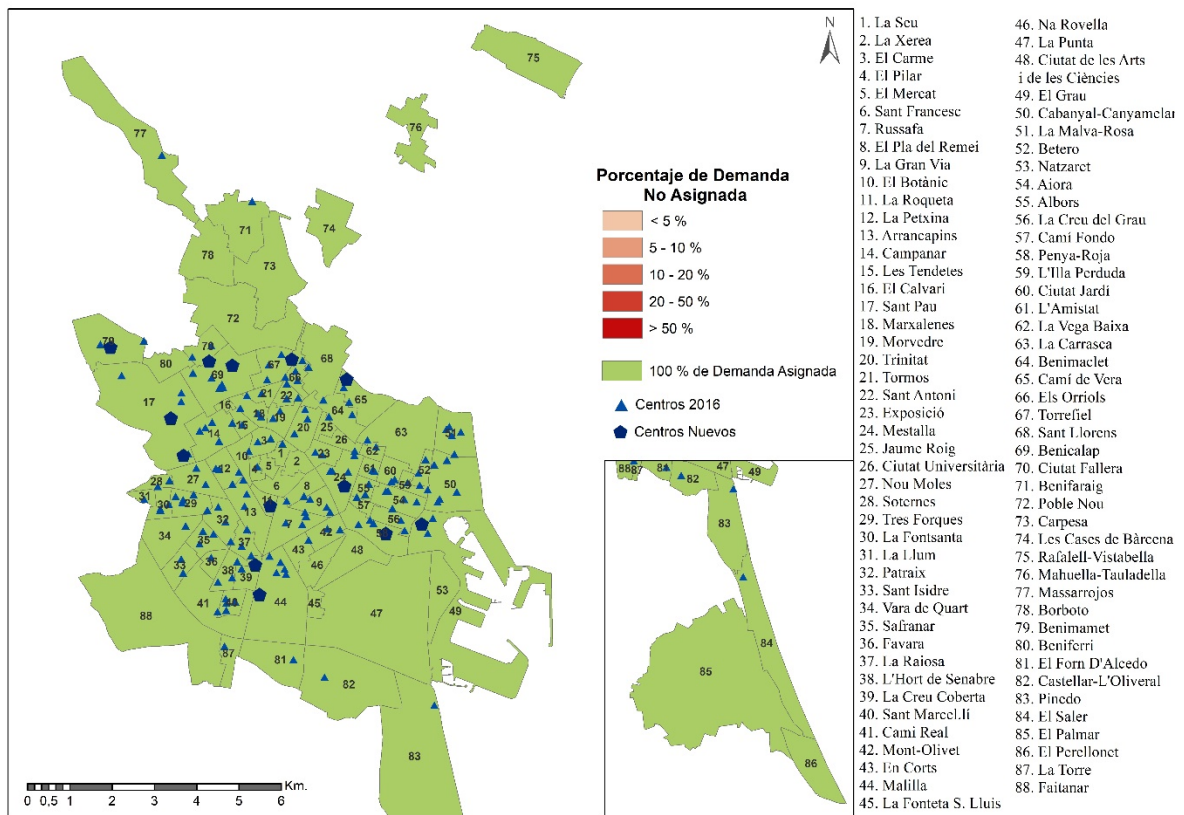 N
Porcentaje de Demanda
No Asignada
< 5 %
5 - 10 %
10 - 20 %
20 - 50 %
> 50 %
100 % de Demanda Asignada
Centros 2016
Centros Nuevos
0 0,5 1 2 3 4 5 6 Km.
1. La Seu
2. La Xerea
3. El Carme
4. El Pilar
5. El Mercat
6. Sant Francesc
7. Russafa
8. El Pla del Remei
9. La Gran Via
10. El Botànic
11. La Roqueta
12. La Petxina
13. Arrancapins
14. Campanar
15. Les Tendetes
16. El Calvari
17. Sant Pau
18. Marxalenes
19. Morvedre
20. Trinitat
21. Tormos
22. Sant Antoni
23. Exposició
24. Mestalla
25. Jaume Roig
26. Ciutat Universitària
27. Nou Moles
28. Soternes
29. Tres Forques
30. La Fontsanta
31. La Llum
32. Patraix
33. Sant Isidre
34. Vara de Quart
35. Safranar
36. Favara
37. La Raiosa
38. L'Hort de Senabre
39. La Creu Coberta
40. Sant Marcel.lí
41. Cami Real
42. Mont-Olivet
43. En Corts
44. Malilla
45. La Fonteta S. Lluis
46. Na Rovella
47. La Punta
48. Ciutat de les Arts
i de les Ciències
49. El Grau
50. Cabanyal-Canyamelar
51. La Malva-Rosa
52. Betero
53. Natzaret
54. Aiora
55. Albors
56. La Creu del Grau
57. Camí Fondo
58. Penya-Roja
59. L'Illa Perduda
60. Ciutat Jardi
61. L'Amistat
62. La Vega Baixa
63. La Carrasca
64. Benimaclet
65. Camí de Vera
66. Els Orriols
67. Torrefiel
68. Sant Llorens
69. Benicalap
70. Ciutat Fallera
71. Benifaraig
72. Poble Nou
73. Carpesa
74. Les Cases de Bàrcena
75. Rafalell-Vistabella
76. Mahuella-Tauladella
77. Massarrojos
78. Borboto
79. Benimamet
80. Beniferri
81. El Forn D'Alcedo
82. Castellar-L'Oliveral
83. Pinedo
84. El Saler
85. El Palmar
86. El Perellonet
87. La Torre
88. Faitanar